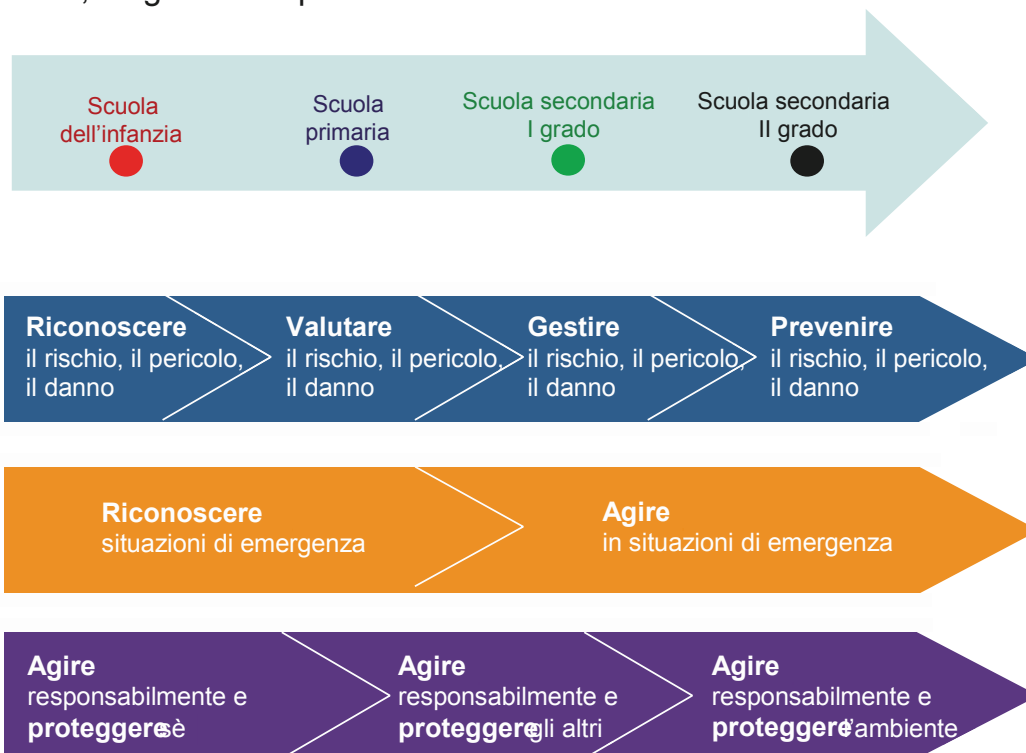 Scuola
dell'infanzia
Scuola
primaria
Scuola secondaria
I grado
Scuola secondaria
II grado
Riconoscere
il rischio, il pericolo,
il danno
Valutare
il rischio, il pericolo,
il danno
Gestire
il rischio, il pericolo,
il danno
Prevenire
il rischio, il pericolo,
il danno
Riconoscere
situazioni di emergenza
Agire
in situazioni di emergenza
Agire
responsabilmente e
proteggere sè
Agire
responsabilmente e
proteggere gli altri
Agire
responsabilmente e
proteggere l'ambiente